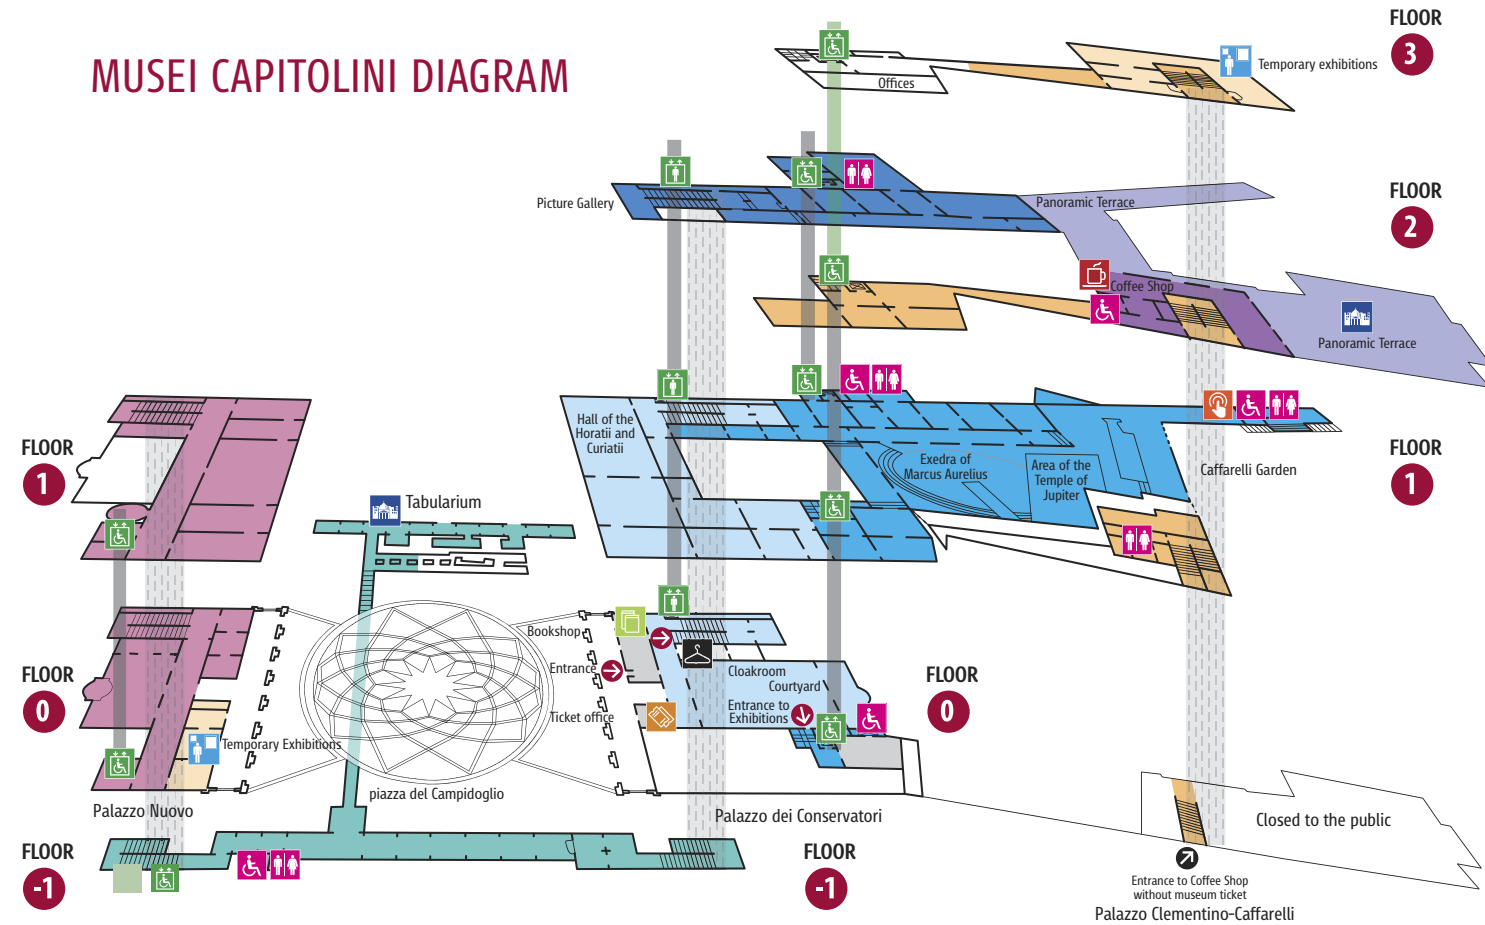 MUSEI CAPITOLINI DIAGRAM
FLOOR
3
Temporary exhibitions
Offices
FLOOR
2
Picture Gallery
Panoramic Terrace
Coffee Shop
Panoramic Terrace
FLOOR
1
Hall of the
Horatii and
Curiatii
Exedra of
Marcus Aurelius
Area of the
Temple of
Jupiter
Caffarelli Garden
FLOOR
1
Tabularium
FLOOR
0
Bookshop
Entrance
Ticket office
Cloakroom
Courtyard
Entrance to
Exhibitions
FLOOR
0
Temporary Exhibitions
piazza del Campidoglio
Palazzo Nuovo
Palazzo dei Conservatori
Closed to the public
FLOOR
-1
FLOOR
-1
Entrance to Coffee Shop
without museum ticket
Palazzo Clementino-Caffarelli